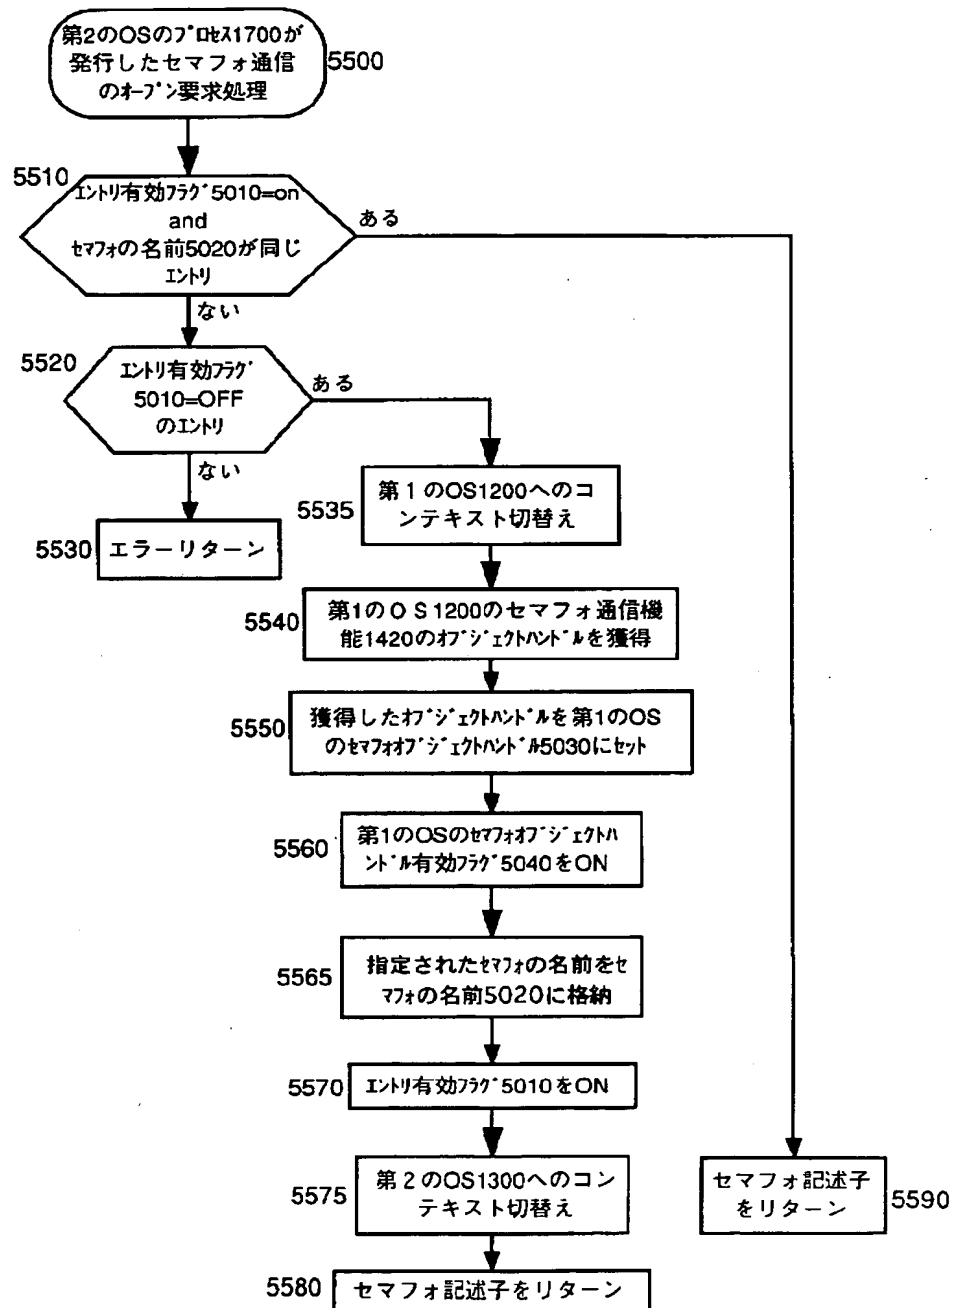 第2のOSのﾌﾟﾛｾｽ1700が
発行したセマフォ通信
のｵｰﾌﾟﾝ要求処理
5500
5510
ｴﾝﾄﾘ有効ﾌﾗｸﾞ5010=on
and
ｾﾏﾌｫの名前5020が同じ
ｴﾝﾄﾘ
ある
ない
5520
ｴﾝﾄﾘ有効ﾌﾗｸﾞ
5010=OFF
のｴﾝﾄﾘ
ある
ない
5530
エラーリターン
5535
第１のOS1200へのコ
ンテキスト切替え
5540
第1のＯＳ1200のセマフォ通信機
能1420のｵﾌﾞｼﾞｪｸﾄﾊﾝﾄﾞﾙを獲得
5550
獲得したｵﾌﾞｼﾞｪｸﾄﾊﾝﾄﾞﾙを第1のOS
のｾﾏﾌｫｵﾌﾞｼﾞｪｸﾄﾊﾝﾄﾞﾙ5030にｾｯﾄ
5560
第1のOSのｾﾏﾌｫｵﾌﾞｼﾞｪｸﾄﾊ
ﾝﾄﾞﾙ有効ﾌﾗｸﾞ5040をON
5565
指定されたｾﾏﾌｫの名前をｾ
ﾏﾌｫの名前5020に格納
5570
ｴﾝﾄﾘ有効ﾌﾗｸﾞ5010をON
5575
第２のOS1300へのコン
テキスト切替え
5580
セマフォ記述子をリターン
セマフォ記述子
をリターン
5590